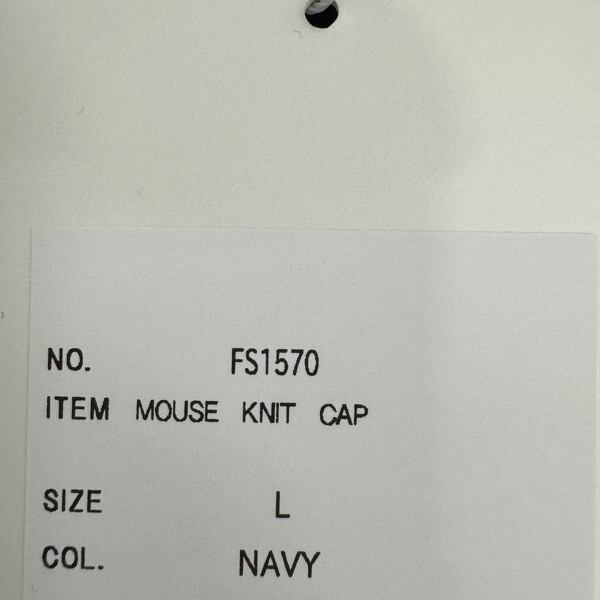 NO. FS1570
ITEM MOUSE KNIT CAP
SIZE L
COL. NAVY